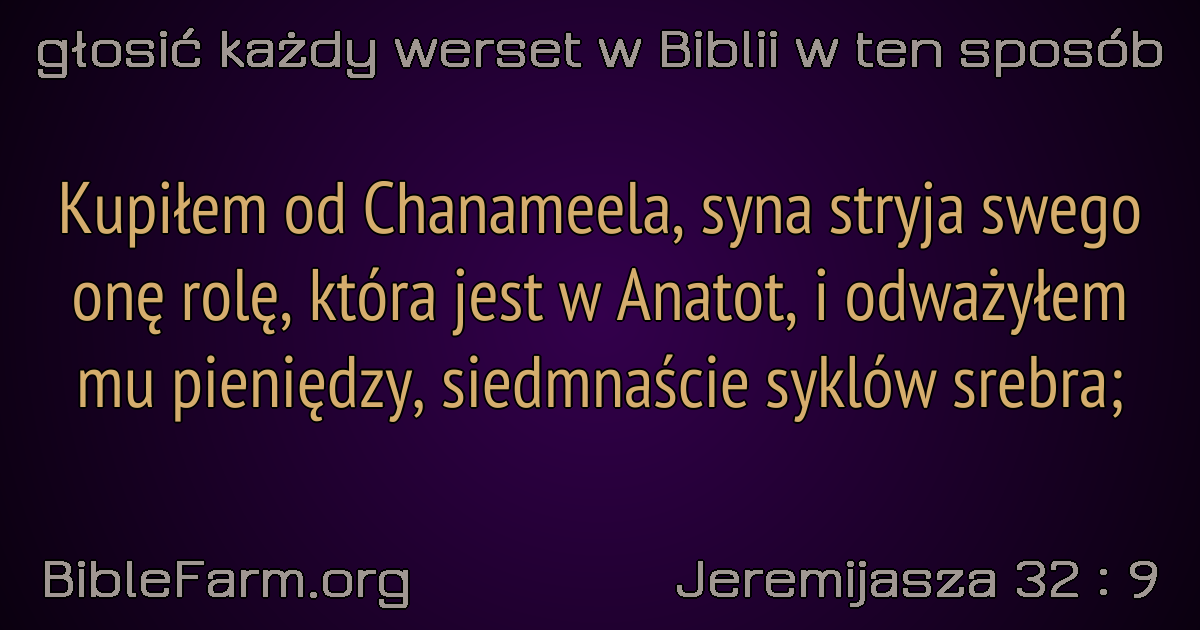 głosić każdy werset w Biblii w ten sposób
Kupiłem od Chanameela, syna stryja swego
onę rolę, która jest w Anatot, i odważyłem
mu pieniędzy, siedmnaście syklów srebra;
BibleFarm.org
Jeremijasza 32 : 9